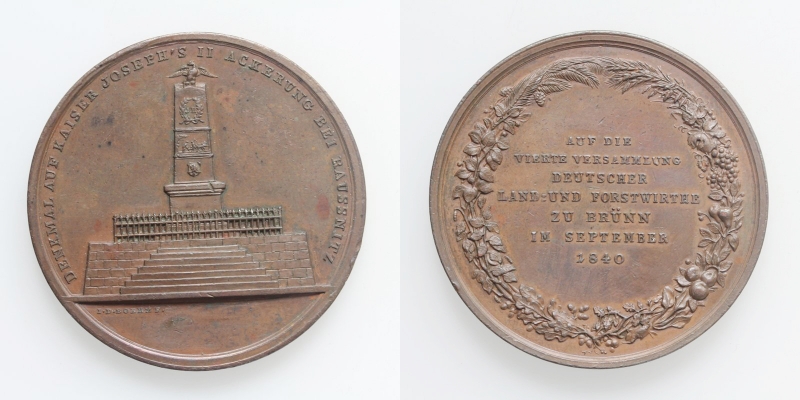 DENKMAL AUF KAISER JOSEPH'S II ACKERUNG BEI RAUSSNITZ
AUF DIE
VIERTE VERSAMMLUNG
DEUTSCHER
LAND- UND FORSTWIRTHE
ZU BRÜNN
IM SEPTEMBER
1840